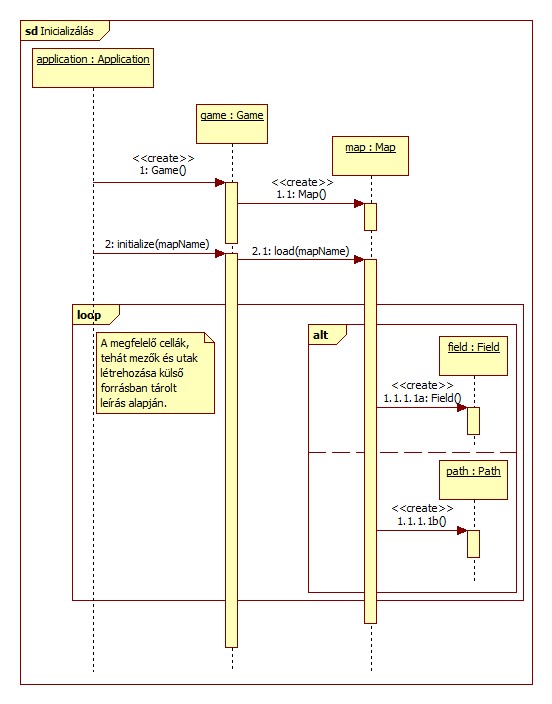 sd Inicializálás
application : Application
game : Game
map : Map
<<create>>
1: Game()
<<create>>
1.1: Map()
2: initialize(mapName)
2.1: load(mapName)
loop
A megfelelő cellák,
tehát mezők és utak
létrehozása külső
forrásban tárolt
leírás alapján.
alt
field : Field
<<create>>
1.1.1.1a: Field()
path : Path
<<create>>
1.1.1.1b()